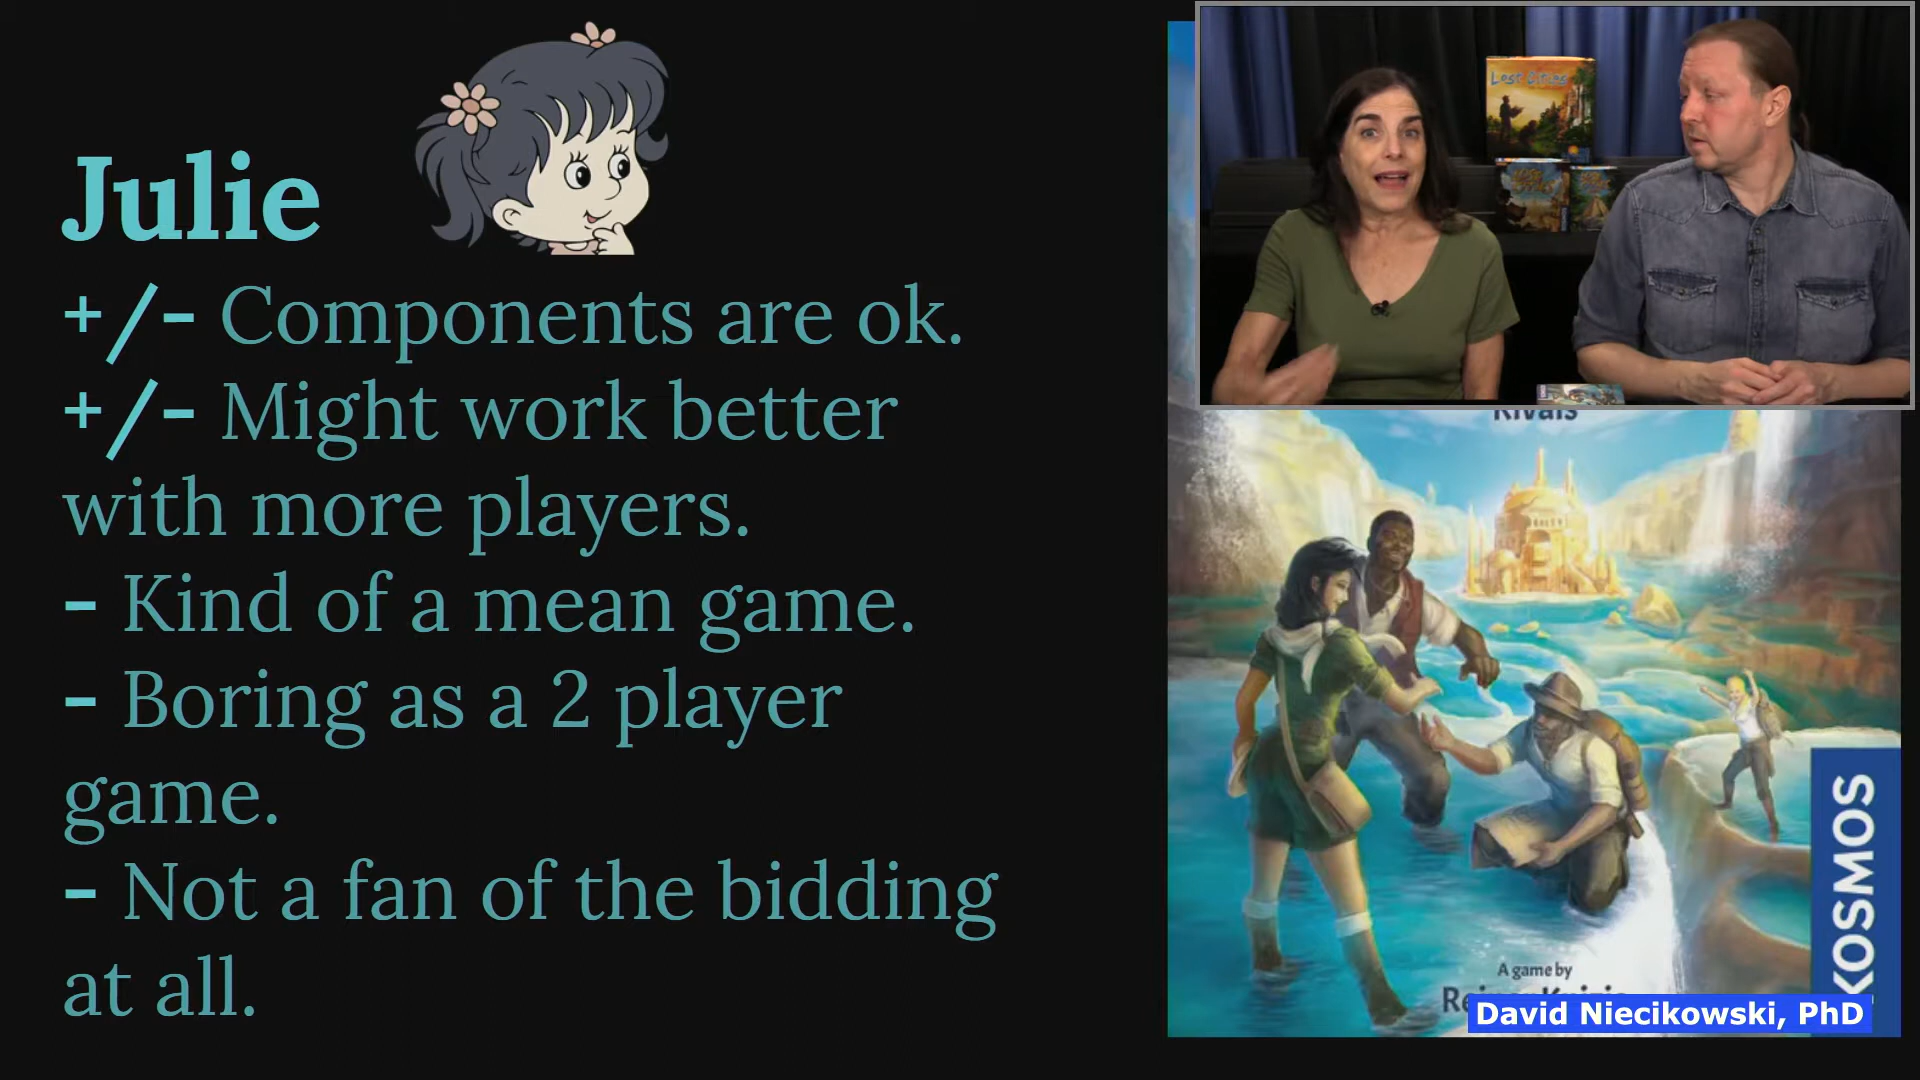 Julie
+/- Components are ok.
+/- Might work better
with more players.
- Kind of a mean game.
- Boring as a 2 player
game.
- Not a fan of the bidding
at all.
Lost Cities
Rivals
KOSMOS
A game by
David Niecikowski, PhD